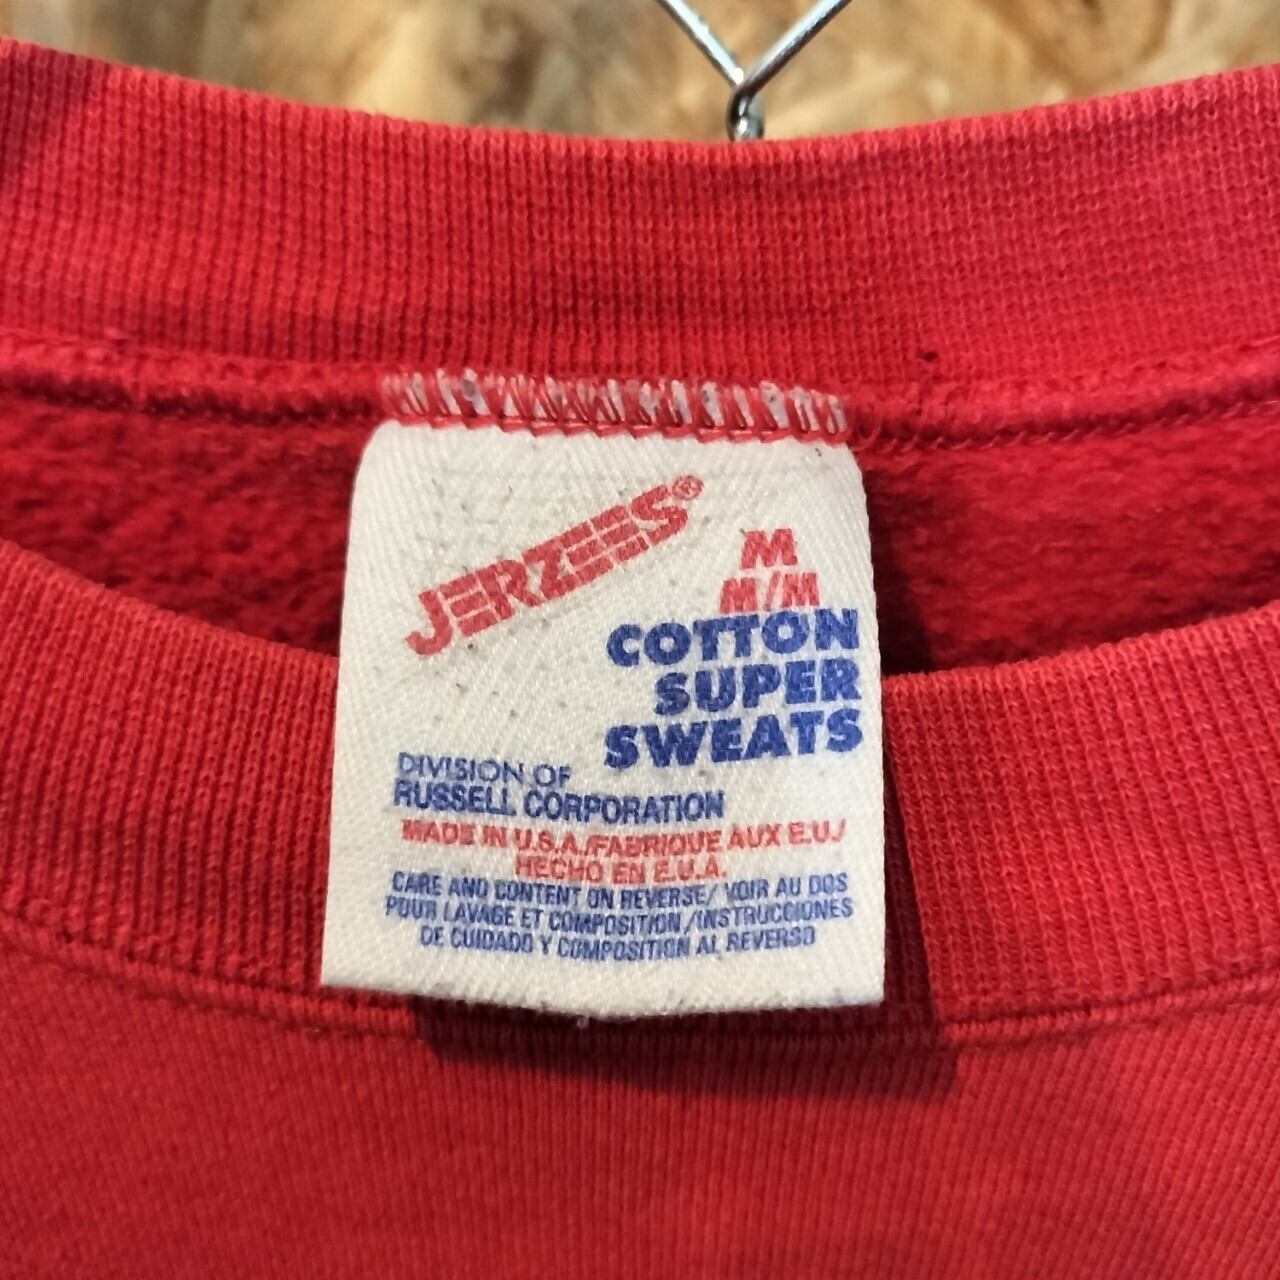 JERZEES®
M
M/M
COTTON
SUPER
SWEATS
DIVISION OF
RUSSELL CORPORATION
MADE IN U.S.A./FABRIQUE AUX E.U./
HECHO EN E.U.A.
CARE AND CONTENT ON REVERSE/ VOIR AU DOS
POUR LAVAGE ET COMPOSITION/INSTRUCCIONES
DE CUIDADO Y COMPOSITION AL REVERSO